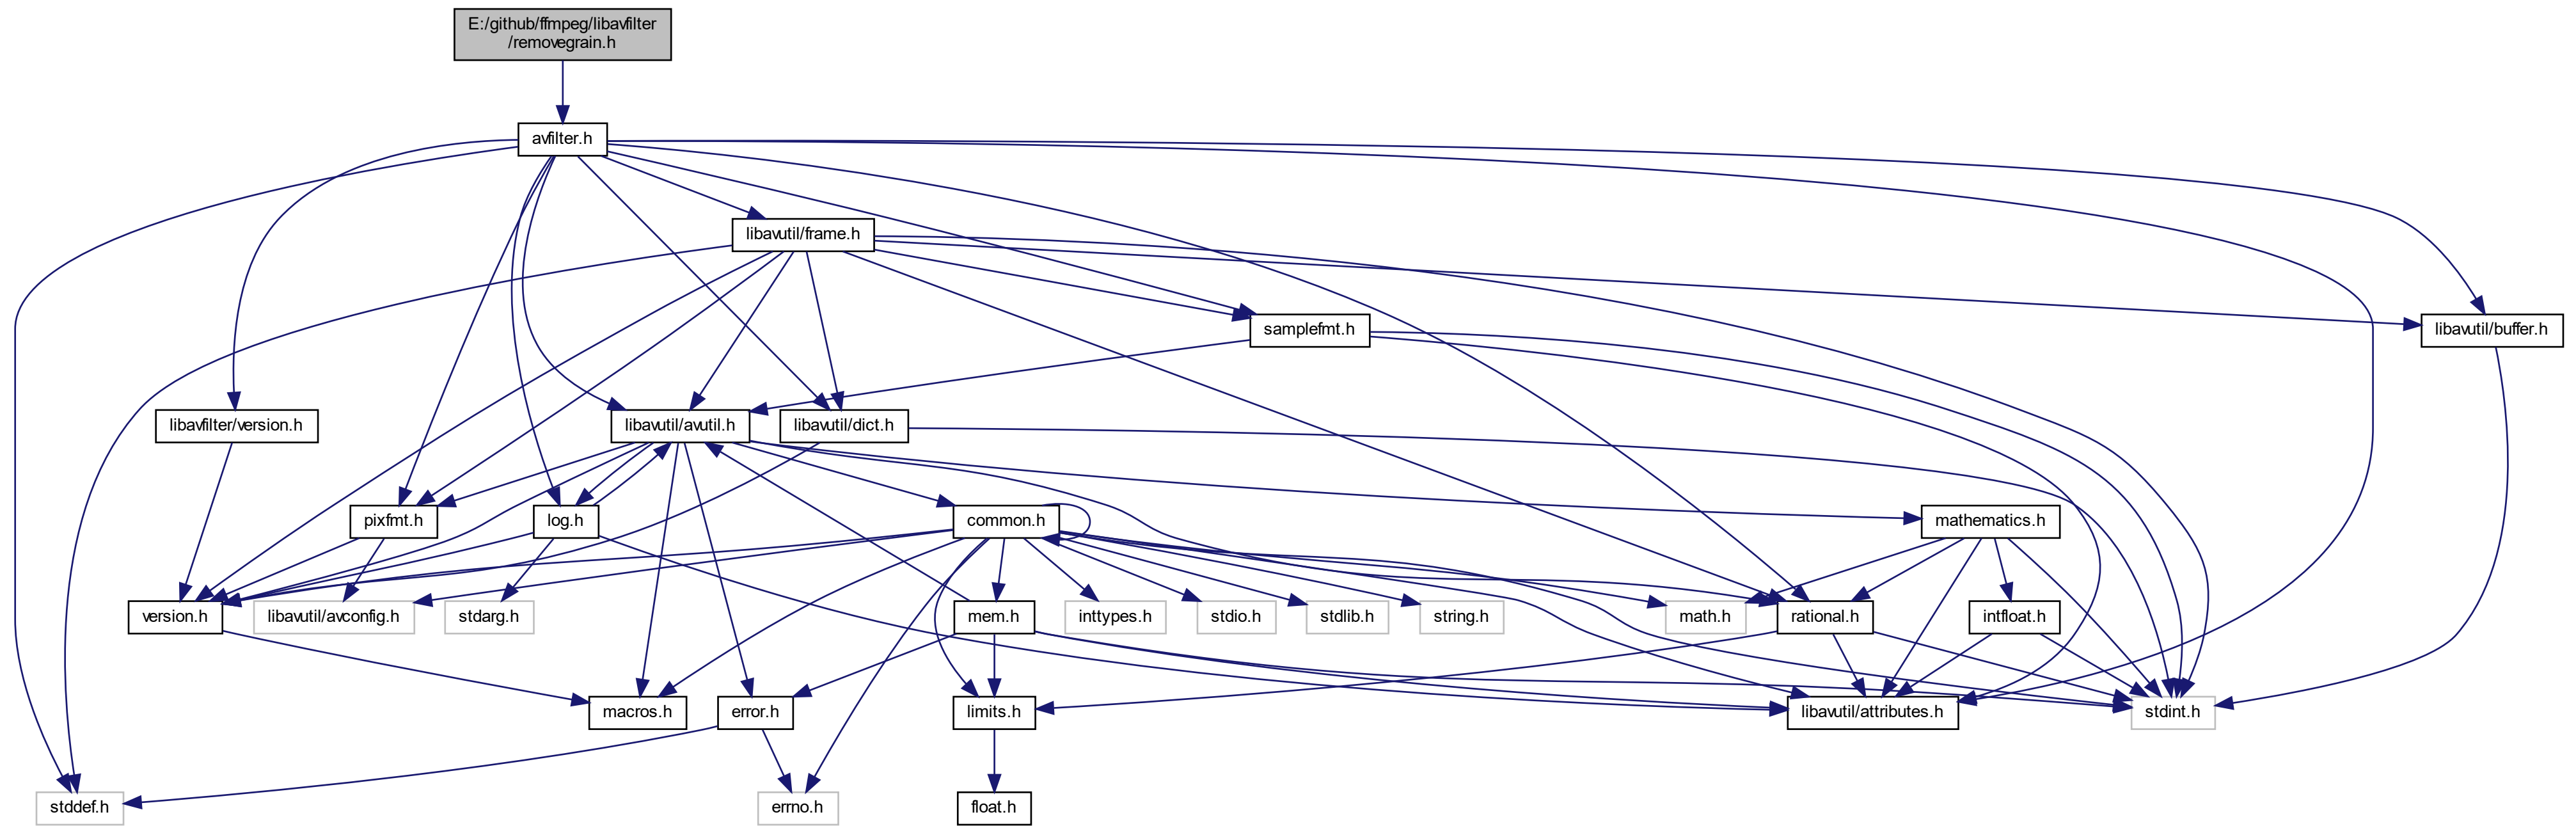 E:/github/ffmpeg/libavfilter
/removegrain.h
avfilter.h
libavutil/frame.h
samplefmt.h
libavutil/buffer.h
libavfilter/version.h
libavutil/avutil.h
libavutil/dict.h
pixfmt.h
log.h
common.h
mathematics.h
version.h
libavutil/avconfig.h
stdarg.h
mem.h
inttypes.h
stdio.h
stdlib.h
string.h
math.h
rational.h
intfloat.h
macros.h
error.h
limits.h
libavutil/attributes.h
stdint.h
stddef.h
errno.h
float.h